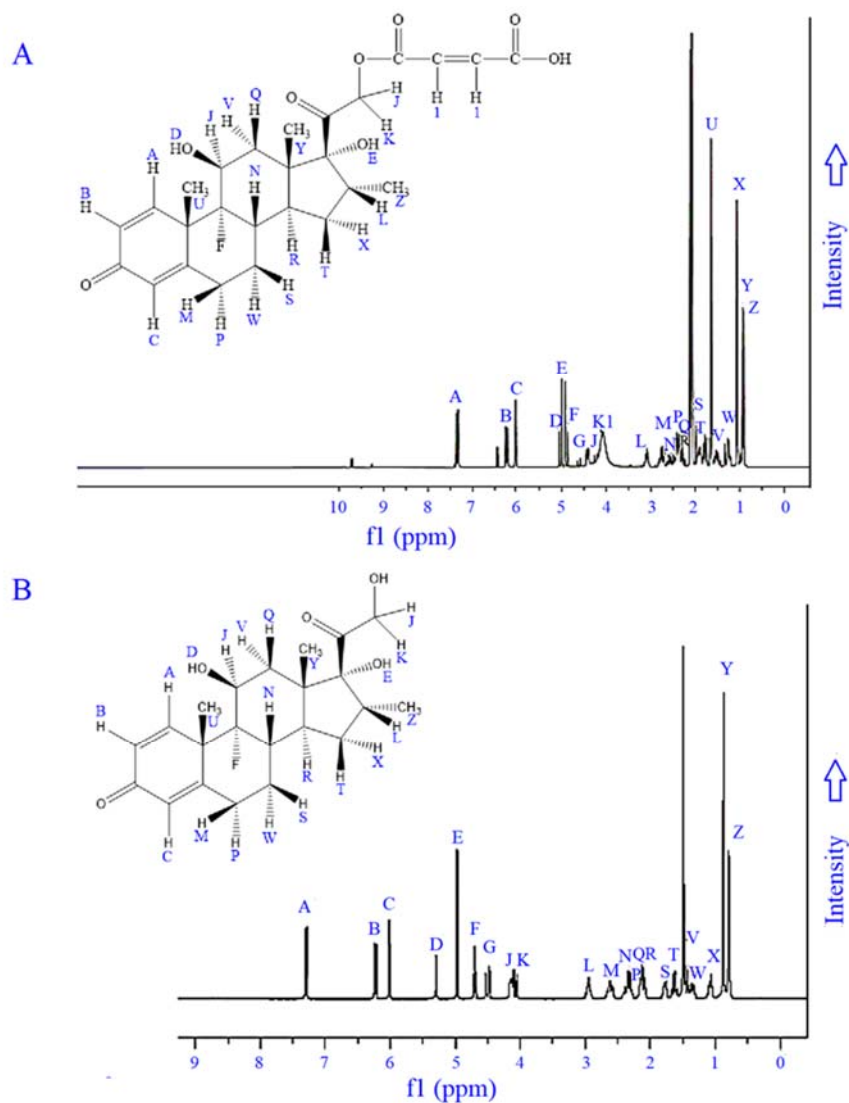 A
O
O
O
OH
O
H
J
Q
H
V
H
O
H
1
H
1
J
H
CH₃
H
K
D
HO
Y
OH
E
A
H
CH₃
N
H
CH₃
Z
B
H
U
H
L
F
H
R
H
X
O
H
T
H
S
H
M
H
P
H
W
H
C
A
B
C
D
E
F
G
J
K1
L
M
N
P
Q
R
S
T
U
V
W
X
Y
Z
Intensity
10 9 8 7 6 5 4 3 2 1 0
f1 (ppm)
B
OH
O
H
J
Q
H
V
H
J
H
CH₃
H
K
D
HO
Y
OH
E
A
H
CH₃
N
H
CH₃
Z
B
H
U
H
L
F
H
R
H
X
O
H
T
H
S
H
M
H
P
H
W
H
C
A
B
C
D
E
F
G
J
K
L
M
N
P
QR
S
T
V
W
X
Y
Z
Intensity
9 8 7 6 5 4 3 2 1 0
f1 (ppm)